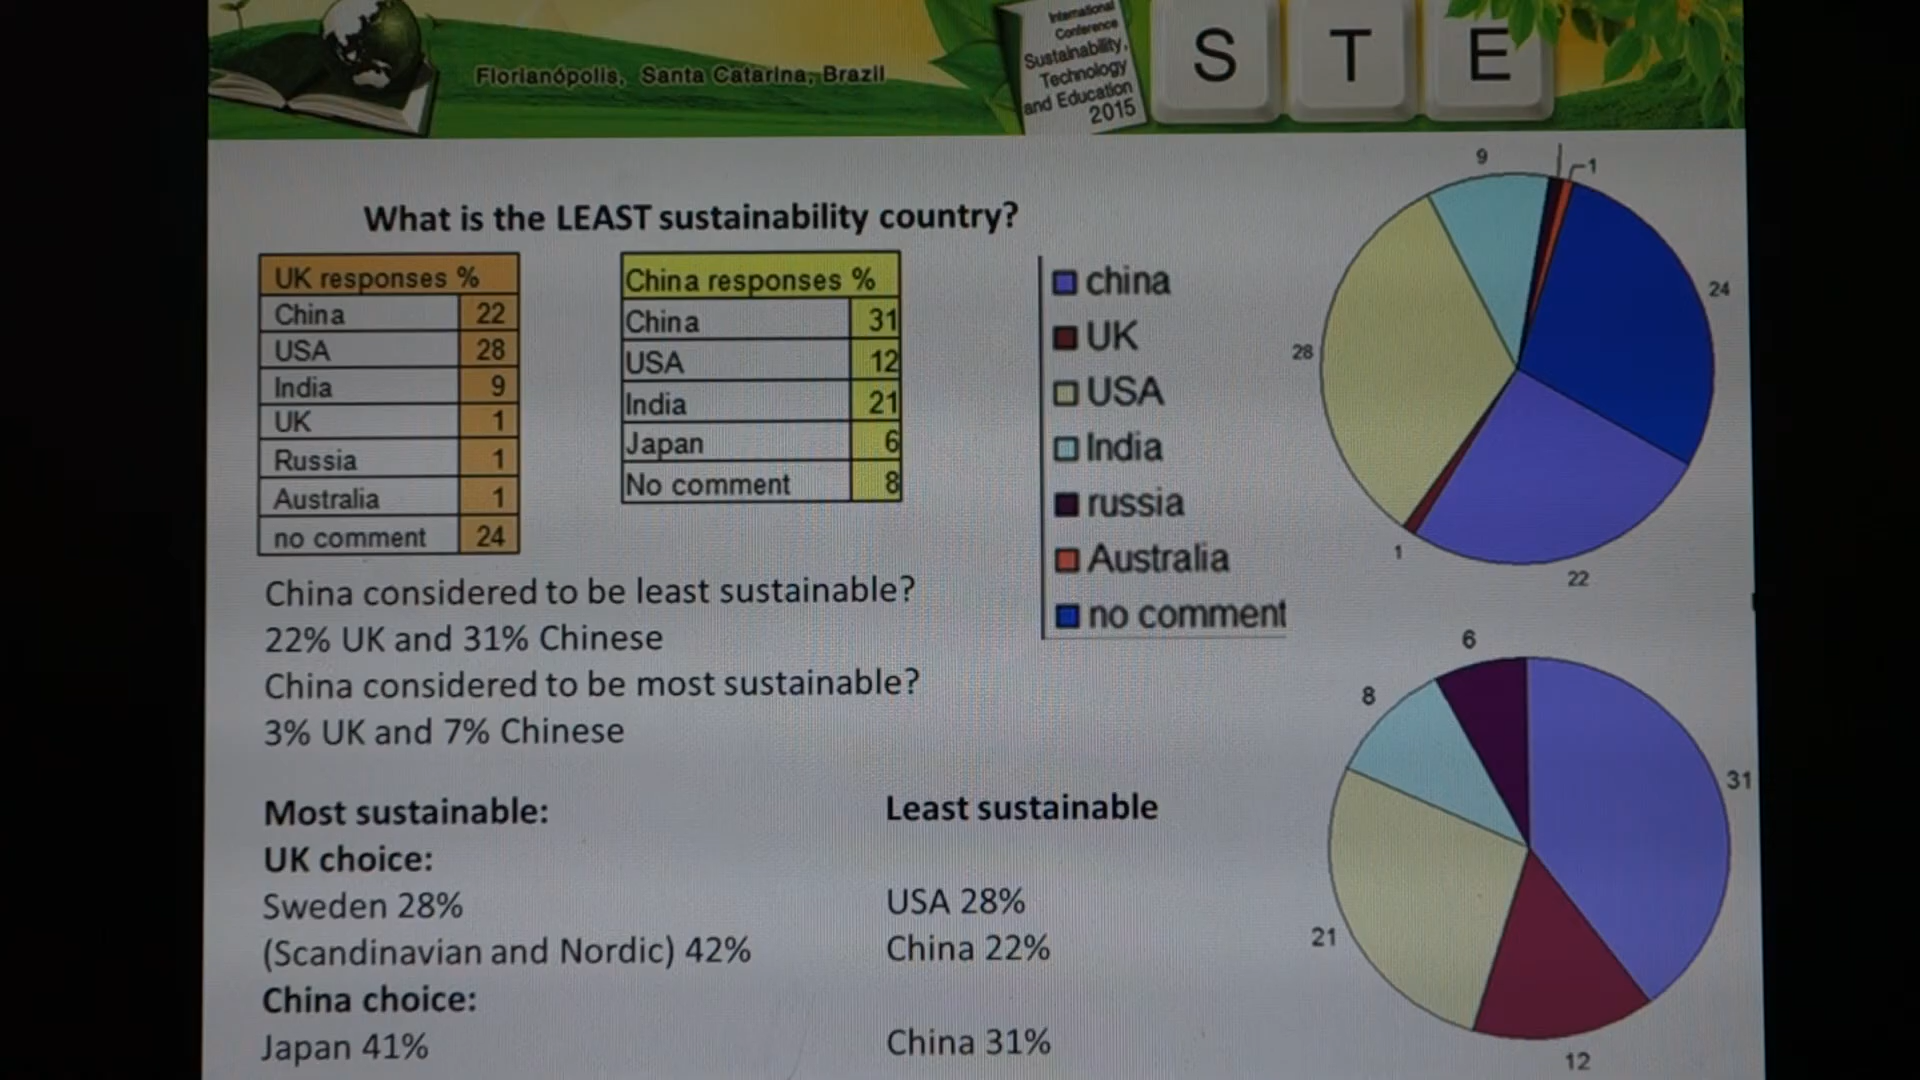 Florianópolis, Santa Catarina, Brazil
International
Conference
Sustainability,
Technology
and Education
2015
S T E
What is the LEAST sustainability country?
UK responses %
China 22
USA 28
India 9
UK 1
Russia 1
Australia 1
no comment 24
China responses %
China 31
USA 12
India 21
Japan 6
No comment 8
china
UK
USA
India
russia
Australia
no comment
9
1
24
28
1
22
China considered to be least sustainable?
22% UK and 31% Chinese
China considered to be most sustainable?
3% UK and 7% Chinese
6
8
31
21
12
Most sustainable:
UK choice:
Sweden 28%
(Scandinavian and Nordic) 42%
China choice:
Japan 41%
Least sustainable
USA 28%
China 22%
China 31%